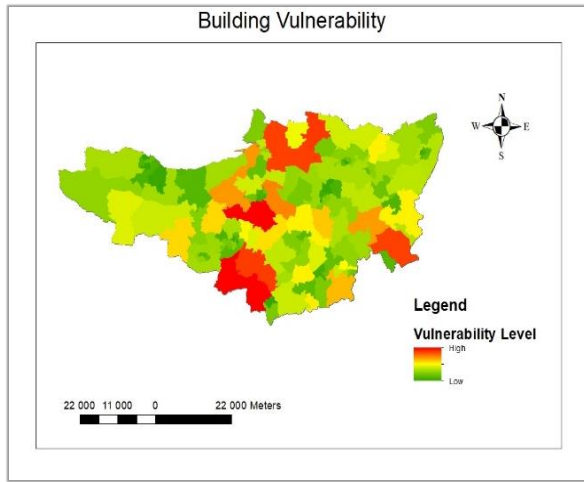 Building Vulnerability
N
W E
S
Legend
Vulnerability Level
High
Low
22 000 11 000 0 22 000 Meters